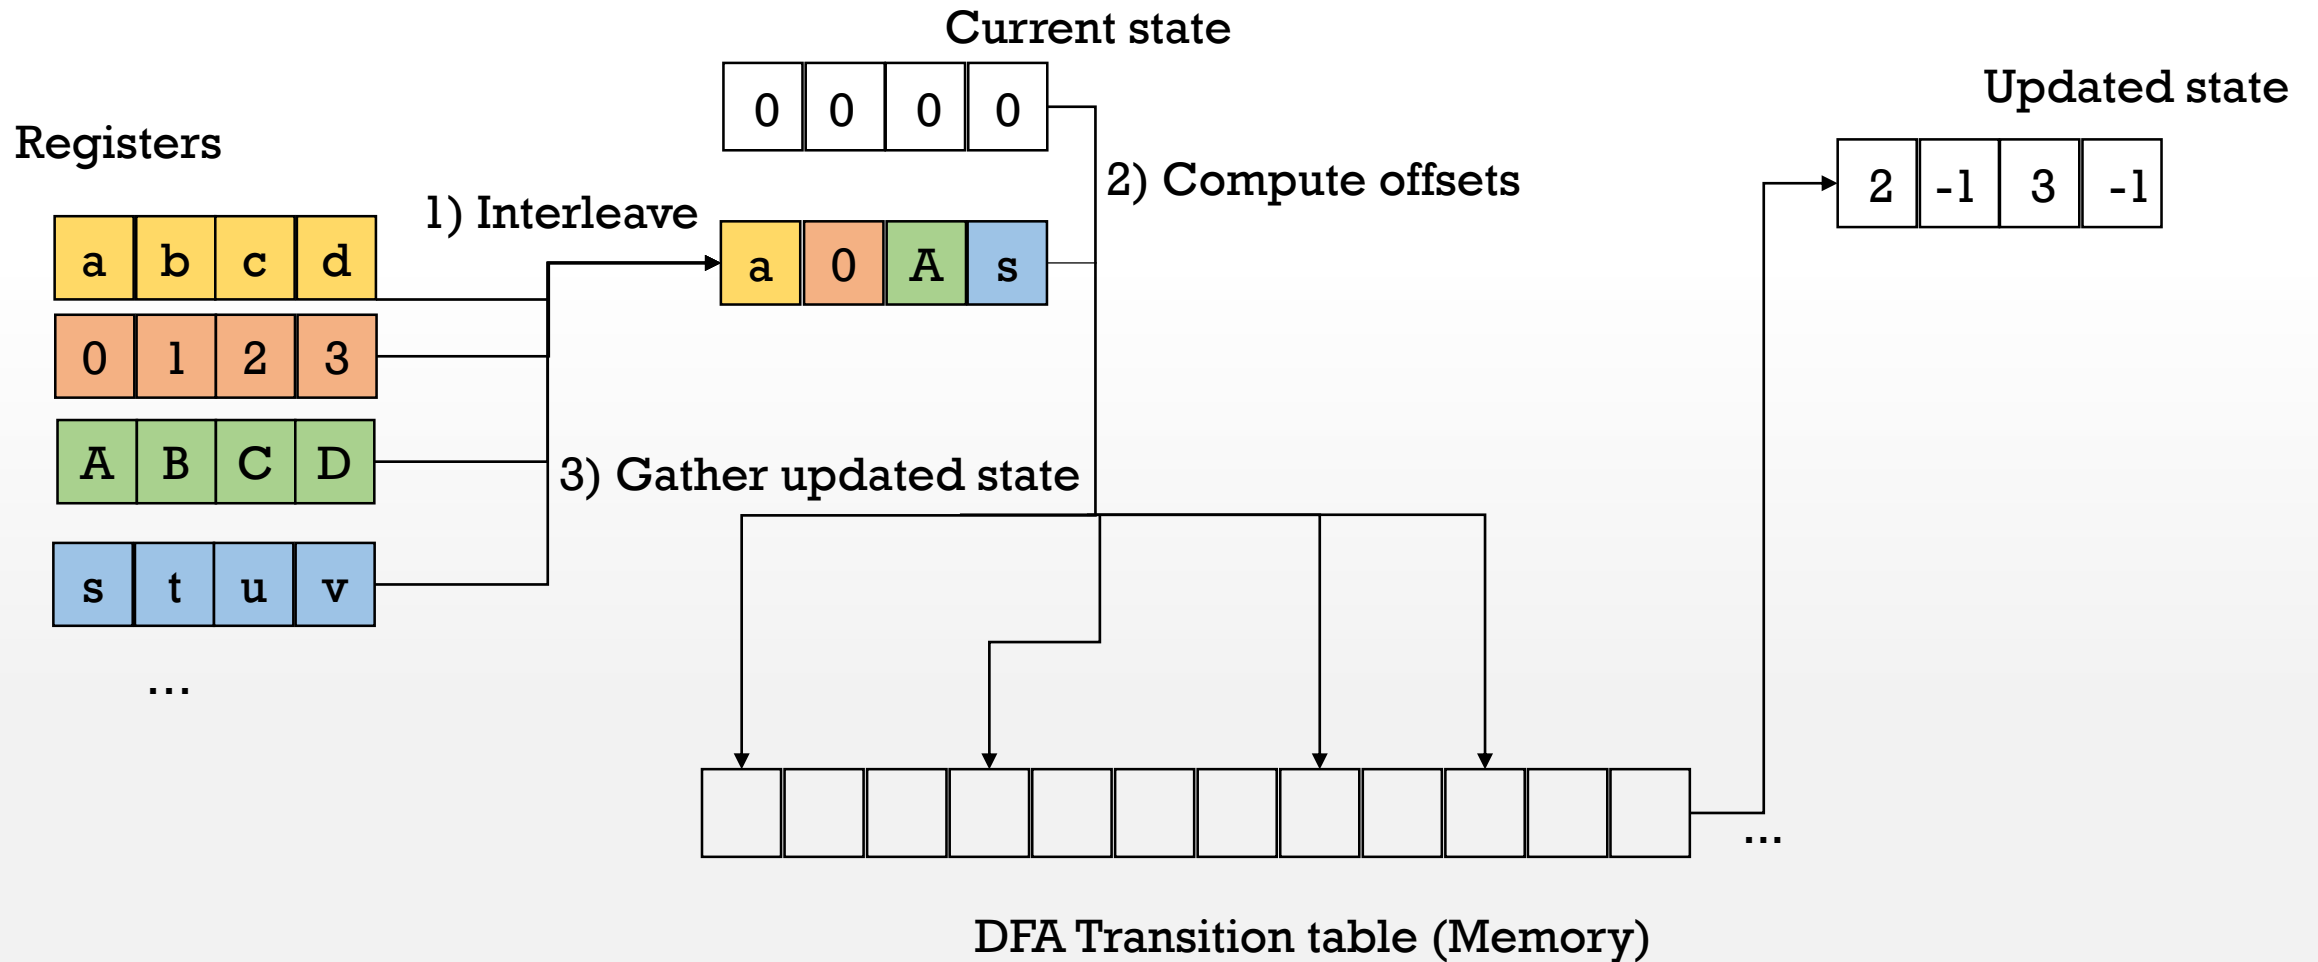 Current state
0 0 0 0
Updated state
2 -1 3 -1
Registers
1) Interleave
2) Compute offsets
a b c d
a 0 A s
0 1 2 3
A B C D
3) Gather updated state
s t u v
...
...
DFA Transition table (Memory)